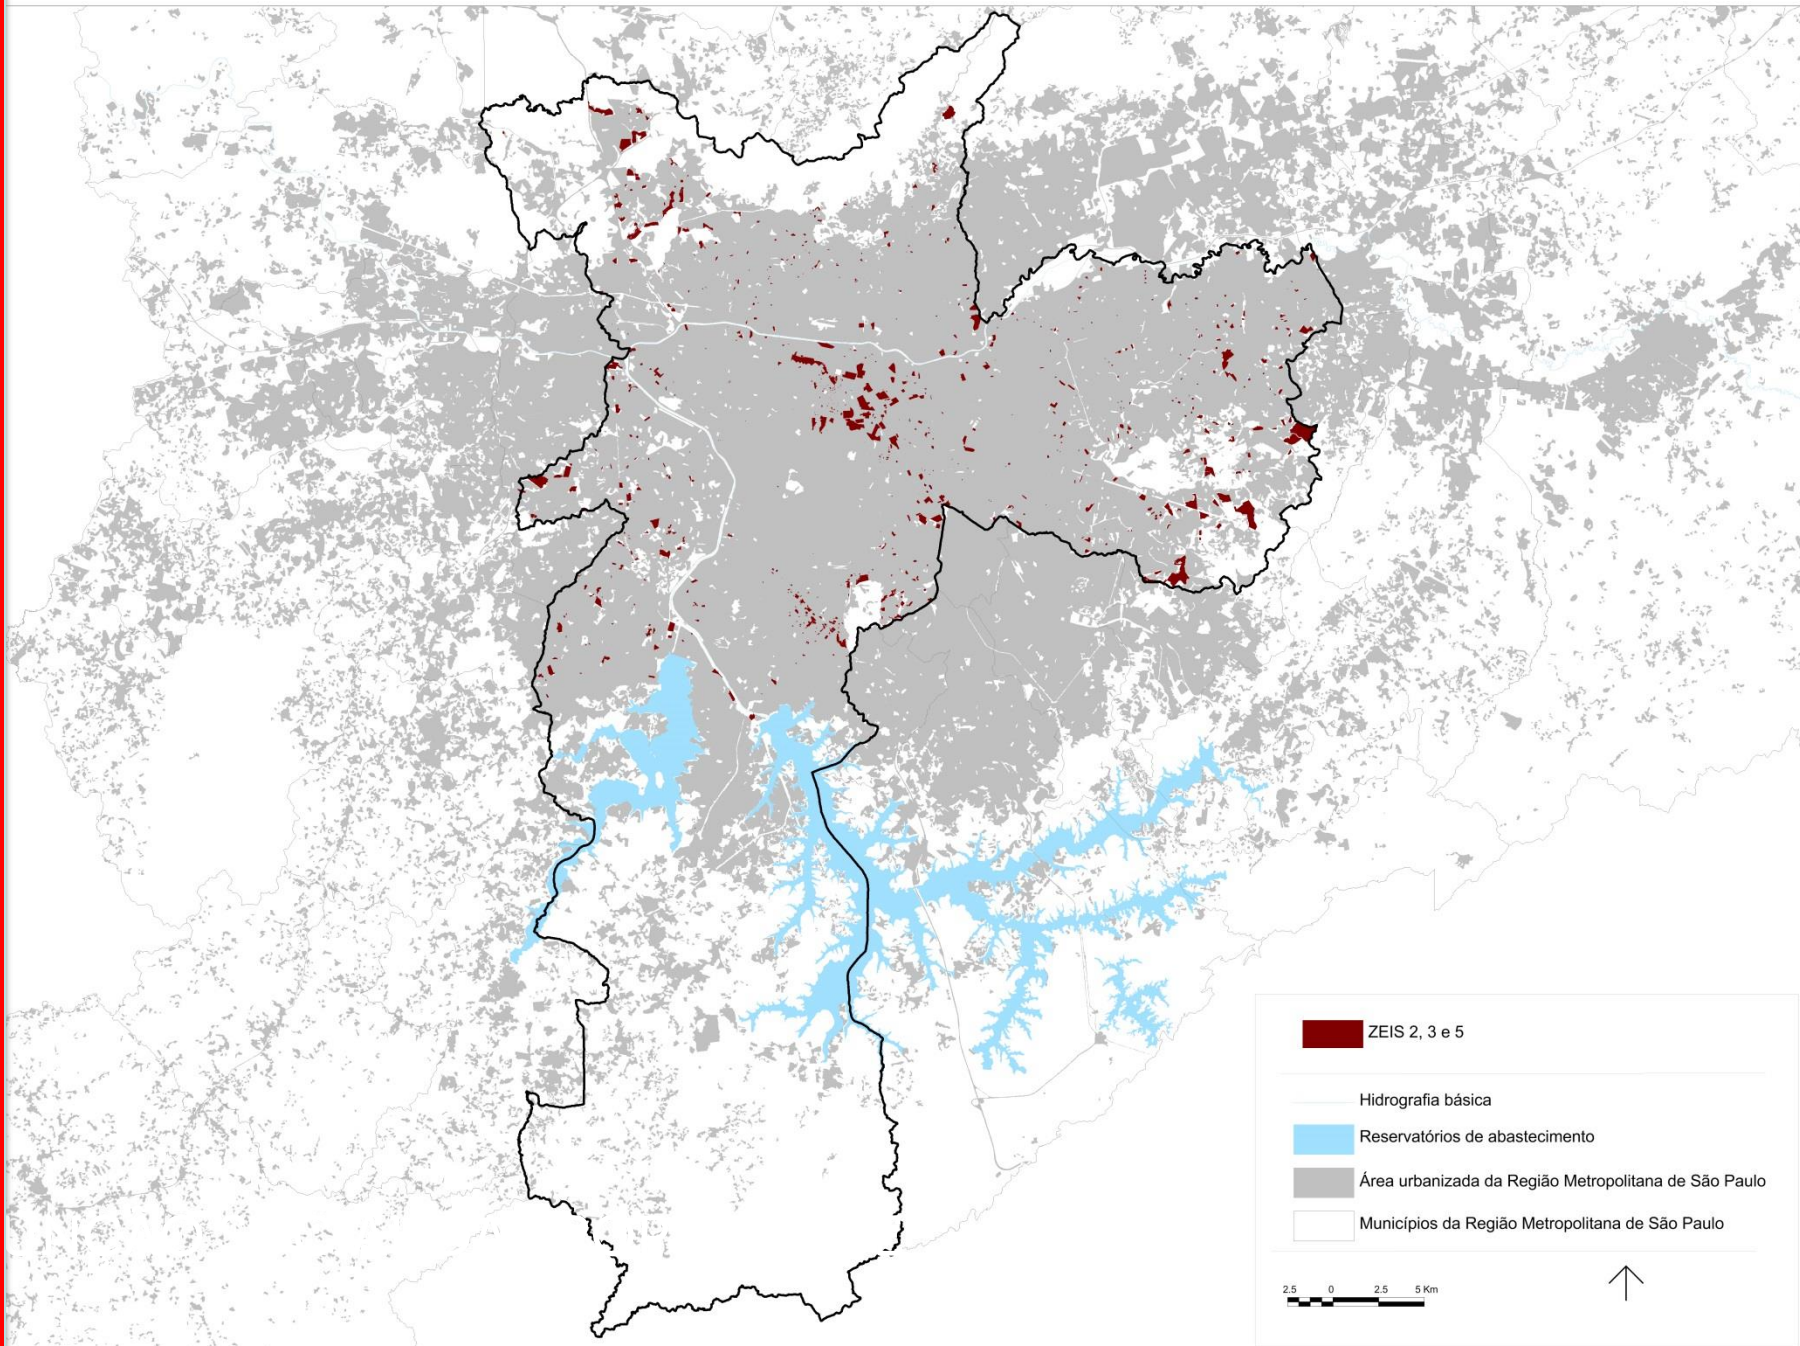 ZEIS 2, 3 e 5
Hidrografia básica
Reservatórios de abastecimento
Área urbanizada da Região Metropolitana de São Paulo
Municípios da Região Metropolitana de São Paulo
2.5 0 2.5 5 Km